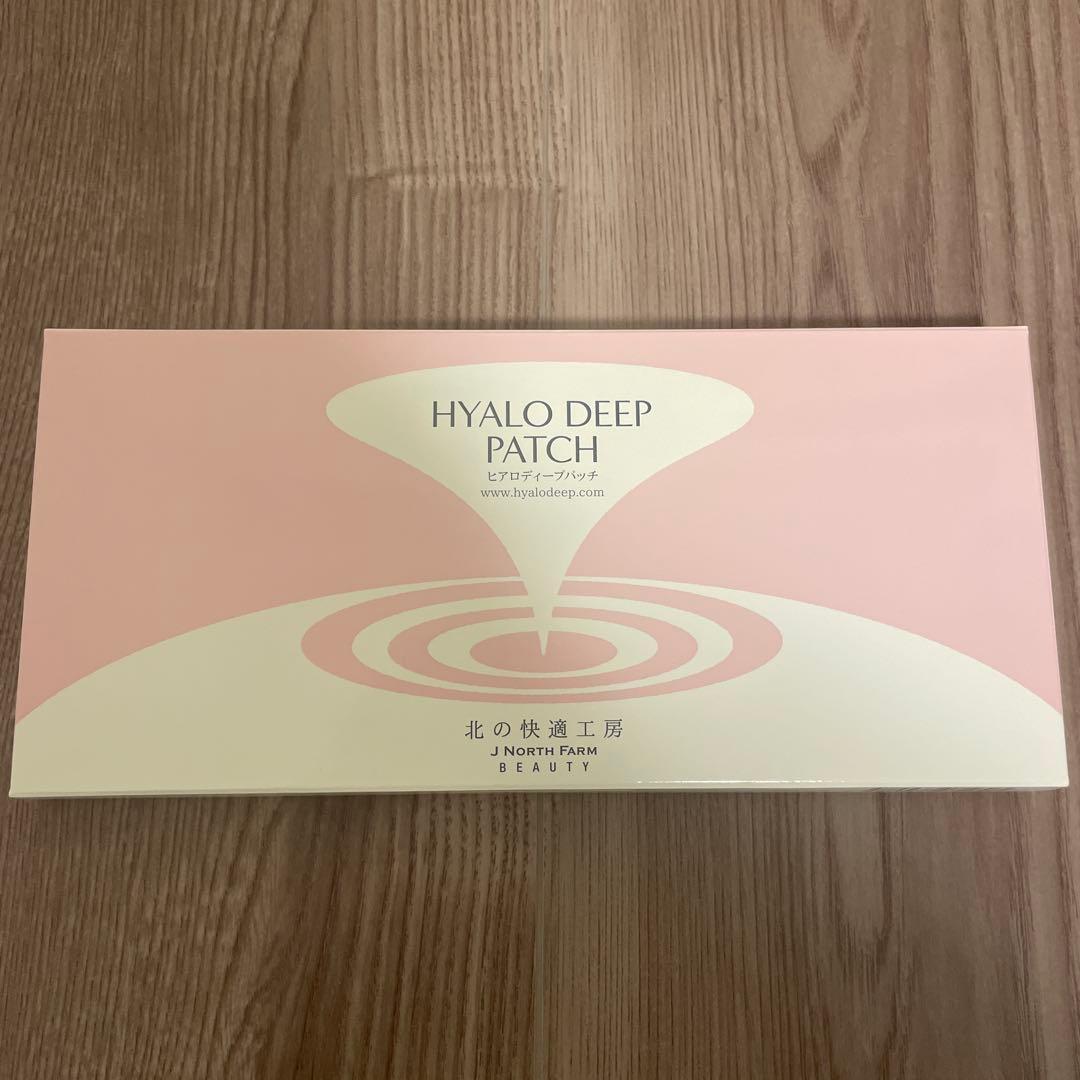 HYALO DEEP
PATCH
ヒアロディープパッチ
www.hyalodeep.com
北の快適工房
J NORTH FARM
BEAUTY